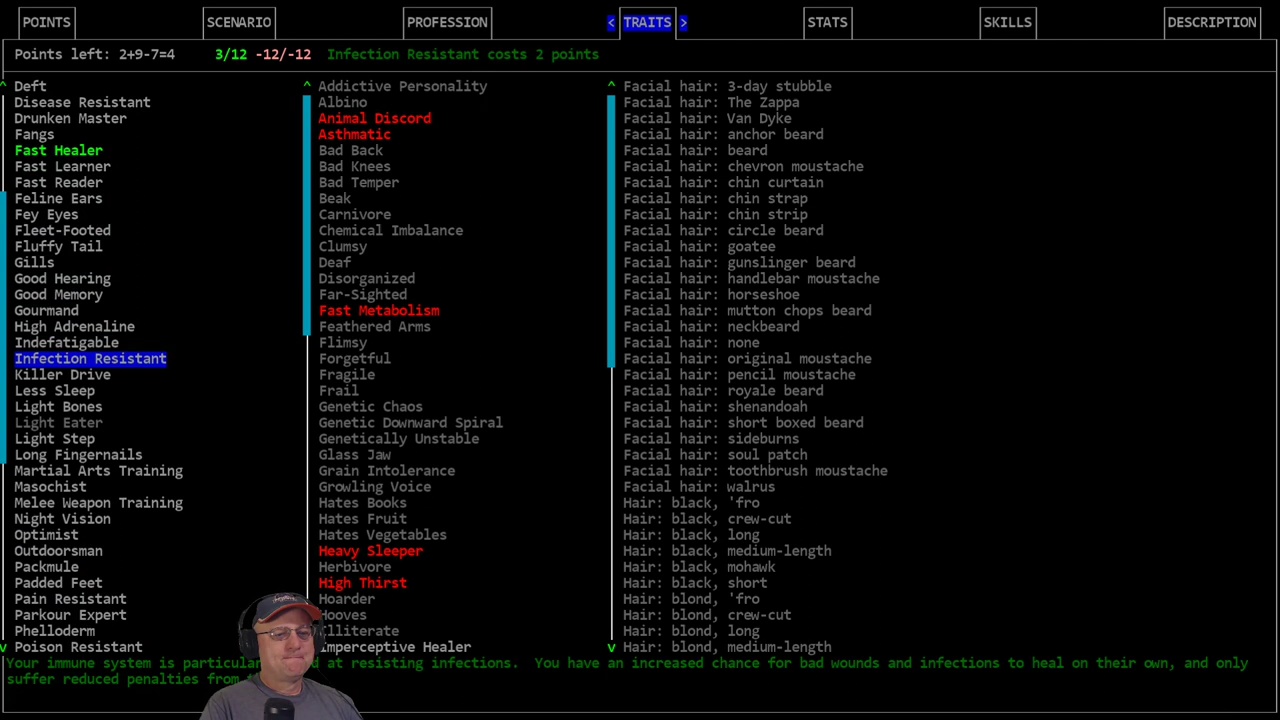 POINTS SCENARIO PROFESSION < TRAITS > STATS SKILLS DESCRIPTION
Points left: 2+9-7=4 3/12 -12/-12 Infection Resistant costs 2 points
^ Deft
Disease Resistant
Drunken Master
Fangs
Fast Healer
Fast Learner
Fast Reader
Feline Ears
Fey Eyes
Fleet-Footed
Fluffy Tail
Gills
Good Hearing
Good Memory
Gourmand
High Adrenaline
Indefatigable
Infection Resistant
Killer Drive
Less Sleep
Light Bones
Light Eater
Light Step
Long Fingernails
Martial Arts Training
Masochist
Melee Weapon Training
Night Vision
Optimist
Outdoorsman
Packmule
Padded Feet
Pain Resistant
Parkour Expert
Phelloderm
v Poison Resistant
^ Addictive Personality
Albino
Animal Discord
Asthmatic
Bad Back
Bad Knees
Bad Temper
Beak
Carnivore
Chemical Imbalance
Clumsy
Deaf
Disorganized
Far-Sighted
Fast Metabolism
Feathered Arms
Flimsy
Forgetful
Fragile
Frail
Genetic Chaos
Genetic Downward Spiral
Genetically Unstable
Glass Jaw
Grain Intolerance
Growling Voice
Hates Books
Hates Fruit
Hates Vegetables
Heavy Sleeper
Herbivore
High Thirst
Hoarder
Hooves
Illiterate
Imperceptive Healer
^ Facial hair: 3-day stubble
Facial hair: The Zappa
Facial hair: Van Dyke
Facial hair: anchor beard
Facial hair: beard
Facial hair: chevron moustache
Facial hair: chin curtain
Facial hair: chin strap
Facial hair: chin strip
Facial hair: circle beard
Facial hair: goatee
Facial hair: gunslinger beard
Facial hair: handlebar moustache
Facial hair: horseshoe
Facial hair: mutton chops beard
Facial hair: neckbeard
Facial hair: none
Facial hair: original moustache
Facial hair: pencil moustache
Facial hair: royale beard
Facial hair: shenandoah
Facial hair: short boxed beard
Facial hair: sideburns
Facial hair: soul patch
Facial hair: toothbrush moustache
Facial hair: walrus
Hair: black, 'fro
Hair: black, crew-cut
Hair: black, long
Hair: black, medium-length
Hair: black, mohawk
Hair: black, short
Hair: blond, 'fro
Hair: blond, crew-cut
Hair: blond, long
v Hair: blond, medium-length
Your immune system is at resisting infections. You have an increased chance for bad wounds and infections to heal on their own, and only
suffer reduced penalties from